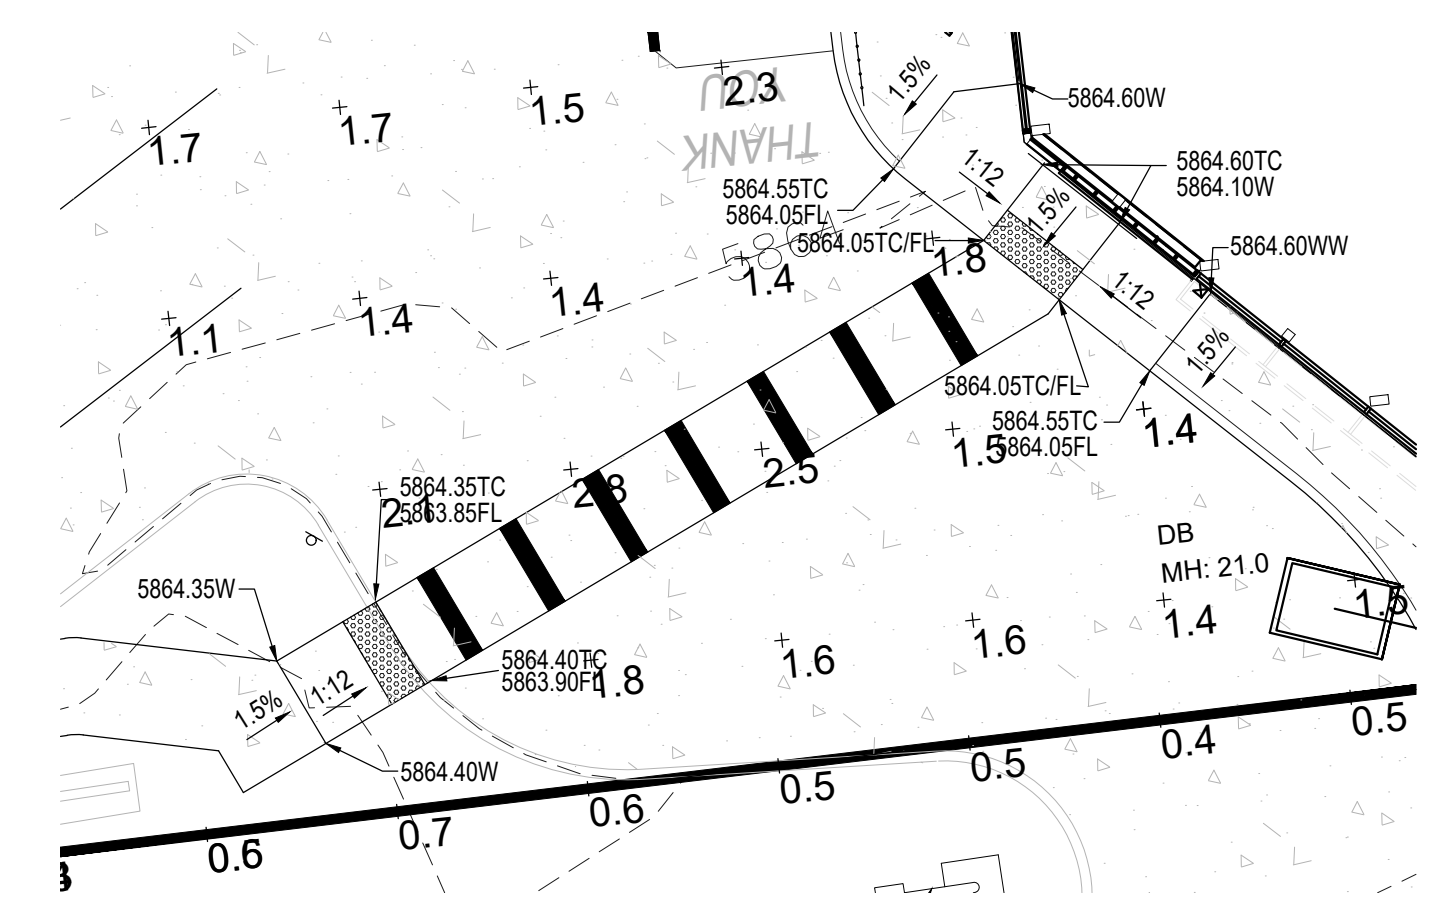 1.5%
2.3
YOU
5864.60W
1.5
1.7
1.7
THANK
1:12
5864.60TC
5864.10W
5864.55TC
5864.05FL
1.5%
5864.05TC/FL
5864.60WW
1.8
1.4
1.4
1.4
1.1
1:12
1.5%
5864.05TC/FL
5864.55TC
1.4
5864.05FL
1.5
2.5
2.8
5864.35TC
5863.85FL
2.1
DB
MH: 21.0
5864.35W
1.5
1.4
1.6
1.6
5864.40TC
5863.90FL
1.8
1:12
1.5%
5864.40W
0.5
0.4
0.5
0.5
0.6
0.7
0.6